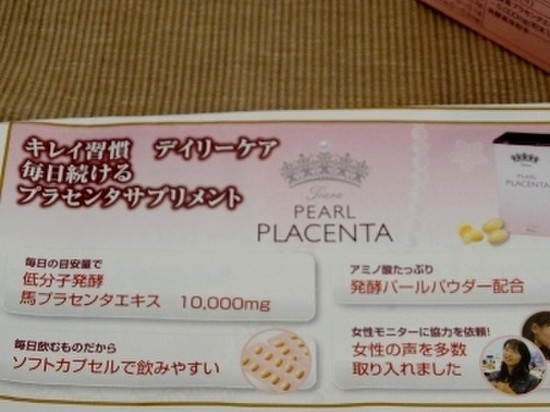 キレイ習慣 デイリーケア
毎日続ける
プラセンタサプリメント
Tiara
PEARL
PLACENTA
PEARL
PLACENTA
毎日の目安量で
低分子発酵
馬プラセンタエキス 10,000mg
アミノ酸たっぷり
発酵パールパウダー配合
毎日飲むものだから
ソフトカプセルで飲みやすい
女性モニターに協力を依頼!
女性の声を多数
取り入れました